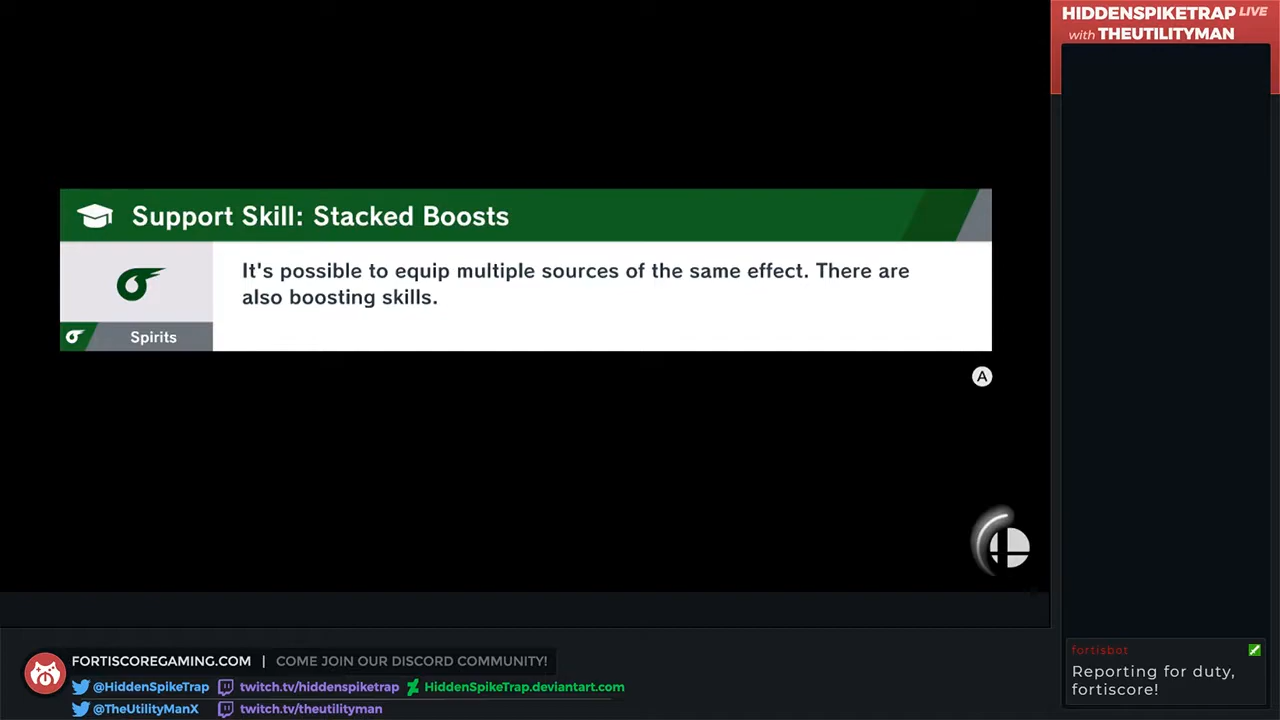 HIDDENSPIKETRAP LIVE
with THEUTILITYMAN
Support Skill: Stacked Boosts
It's possible to equip multiple sources of the same effect. There are
also boosting skills.
Spirits
A
fortisbot
Reporting for duty,
fortiscore!
FORTISCOREGAMING.COM | COME JOIN OUR DISCORD COMMUNITY!
@HiddenSpikeTrap twitch.tv/hiddenspiketrap HiddenSpikeTrap.deviantart.com
@TheUtilityManX twitch.tv/theutilityman